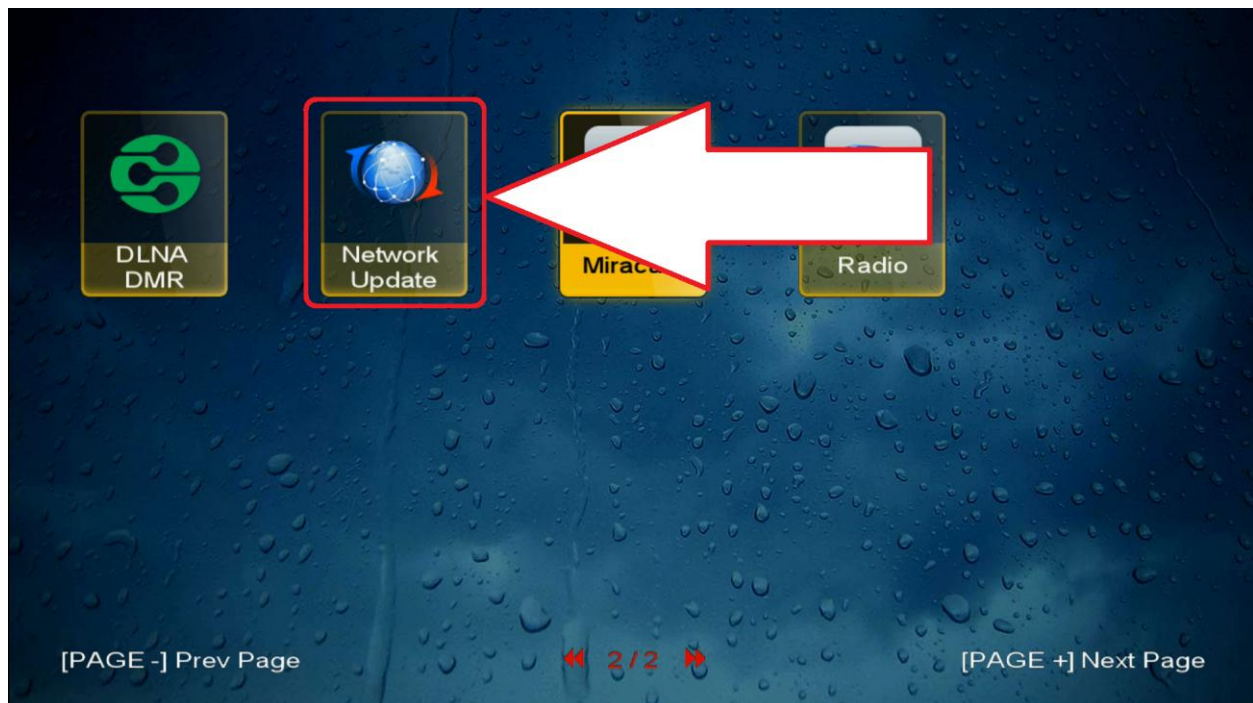 DLNA
DMR
Network
Update
Radio
[PAGE -] Prev Page
2/2
[PAGE +] Next Page